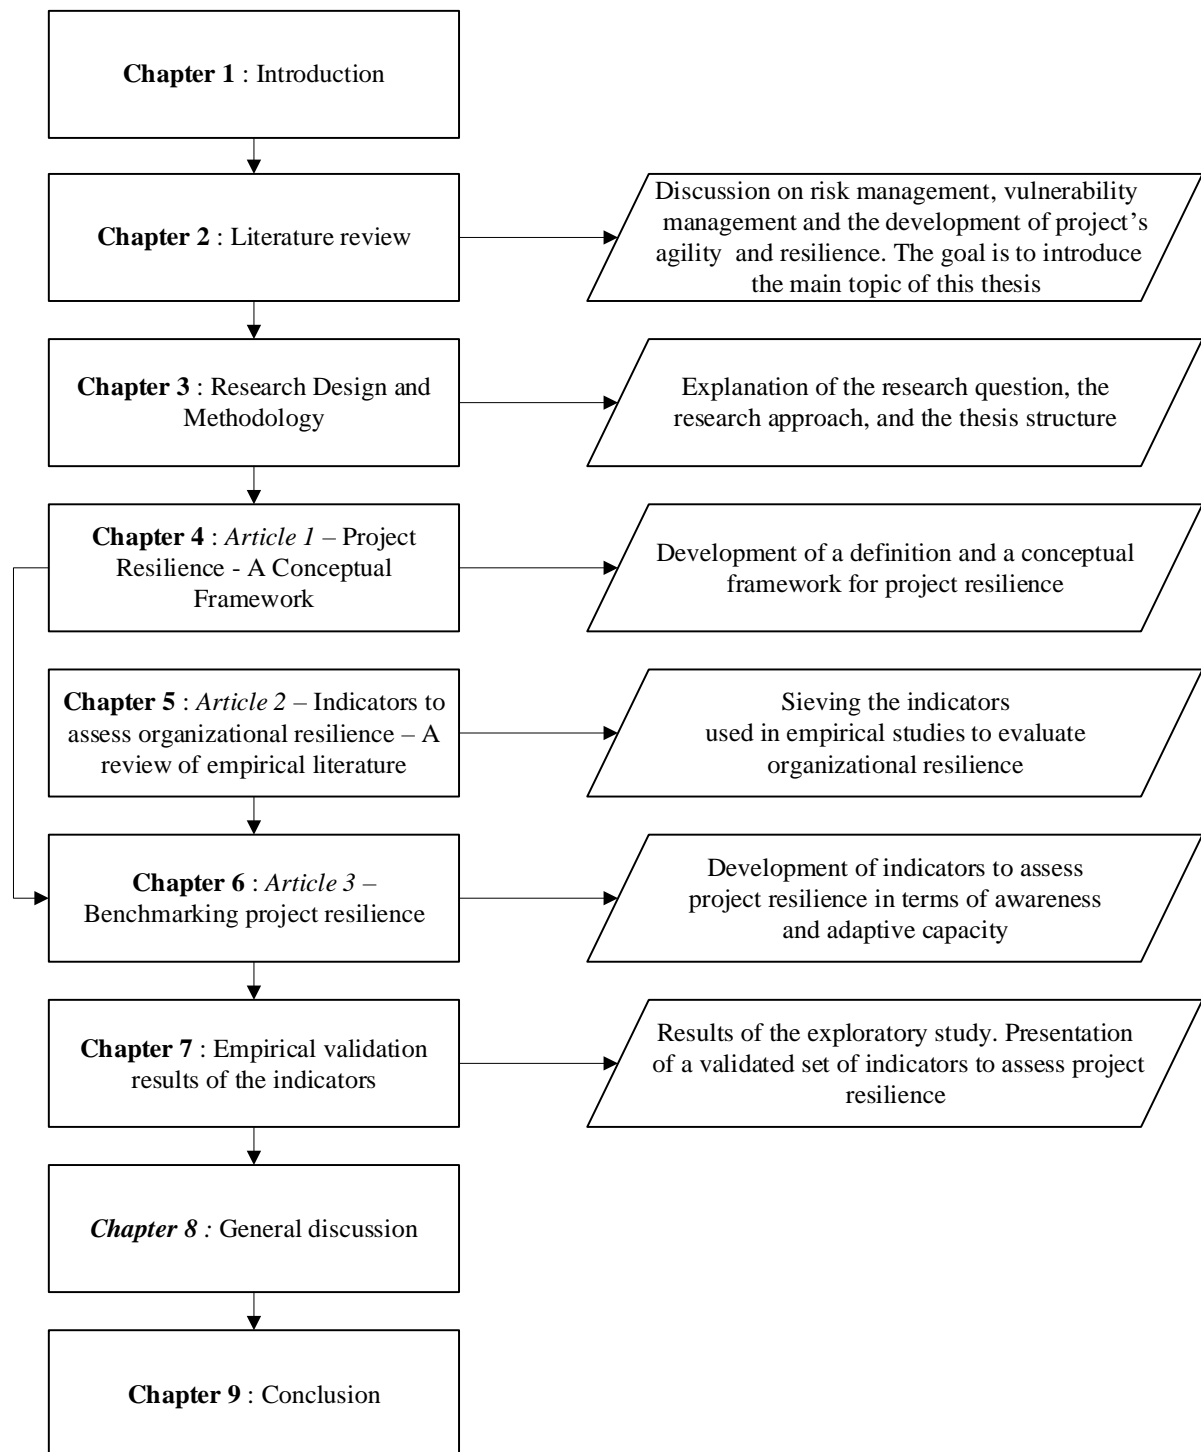 Chapter 1 : Introduction
Chapter 2 : Literature review
Discussion on risk management, vulnerability
management and the development of project’s
agility and resilience. The goal is to introduce
the main topic of this thesis
Chapter 3 : Research Design and
Methodology
Explanation of the research question, the
research approach, and the thesis structure
Chapter 4 : Article 1 – Project
Resilience - A Conceptual
Framework
Development of a definition and a conceptual
framework for project resilience
Chapter 5 : Article 2 – Indicators to
assess organizational resilience – A
review of empirical literature
Sieving the indicators
used in empirical studies to evaluate
organizational resilience
Chapter 6 : Article 3 –
Benchmarking project resilience
Development of indicators to assess
project resilience in terms of awareness
and adaptive capacity
Chapter 7 : Empirical validation
results of the indicators
Results of the exploratory study. Presentation
of a validated set of indicators to assess project
resilience
Chapter 8 : General discussion
Chapter 9 : Conclusion